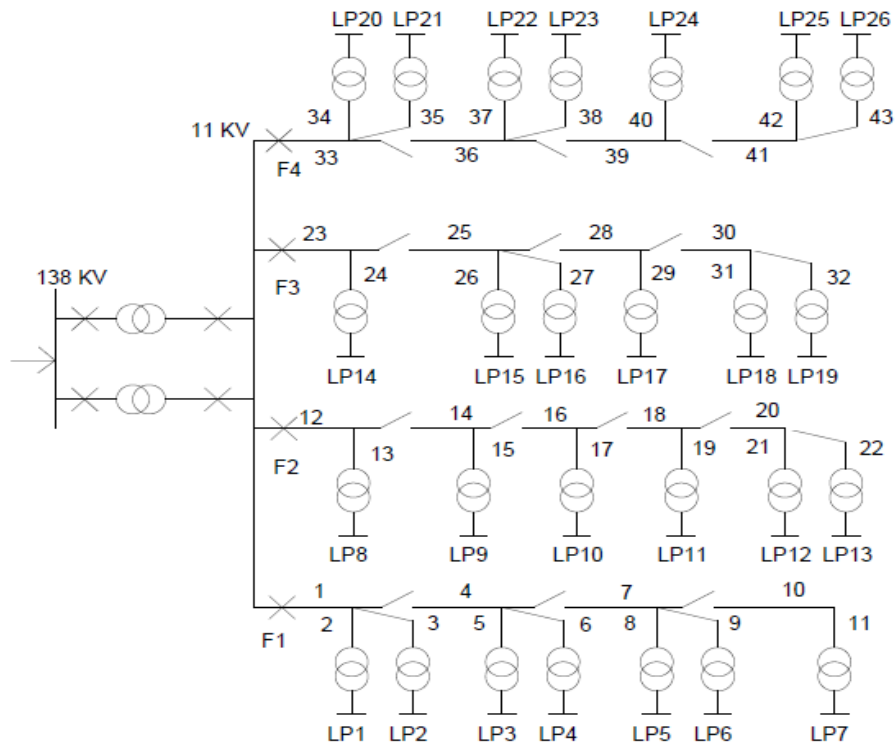 LP20 LP21 LP22 LP23 LP24 LP25 LP26
34 35 37 38 40 42 43
11 KV
F4 33 36 39 41
23 25 28 30
138 KV
F3 24 26 27 29 31 32
LP14 LP15 LP16 LP17 LP18 LP19
12 14 16 18 20
F2 13 15 17 19 21 22
LP8 LP9 LP10 LP11 LP12 LP13
1 4 7 10
F1 2 3 5 6 8 9 11
LP1 LP2 LP3 LP4 LP5 LP6 LP7